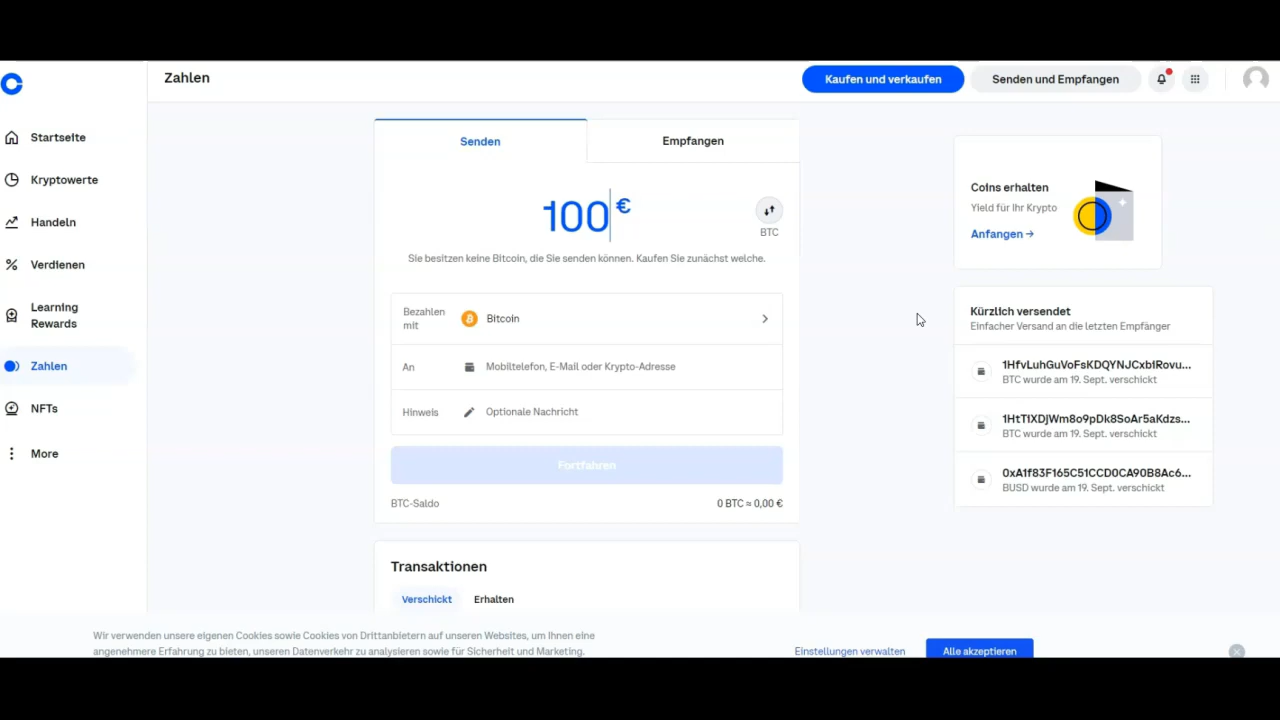 Zahlen
Kaufen und verkaufen
Senden und Empfangen
Startseite
Kryptowerte
Handeln
Verdienen
Learning
Rewards
Zahlen
NFTs
More
Senden
Empfangen
100 €
BTC
Sie besitzen keine Bitcoin, die Sie senden können. Kaufen Sie zunächst welche.
Bezahlen
mit
Bitcoin
An
Mobiltelefon, E-Mail oder Krypto-Adresse
Hinweis
Optionale Nachricht
Fortfahren
BTC-Saldo
0 BTC ≈ 0,00 €
Transaktionen
Verschickt
Erhalten
Coins erhalten
Yield für Ihr Krypto
Anfangen →
Kürzlich versendet
Einfacher Versand an die letzten Empfänger
1HfvLuhGuVoFsKDQYNJCxb1Rovu...
BTC wurde am 19. Sept. verschickt
1HtTiXDjWm8o9pDk8SoAr5aKdzs...
BTC wurde am 19. Sept. verschickt
0xA1f83F165C51CCD0CA90B8Ac6...
BUSD wurde am 19. Sept. verschickt
Wir verwenden unsere eigenen Cookies sowie Cookies von Drittanbietern auf unseren Websites, um Ihnen eine
angenehmere Erfahrung zu bieten, unseren Datenverkehr zu analysieren sowie für Sicherheit und Marketing.
Einstellungen verwalten
Alle akzeptieren